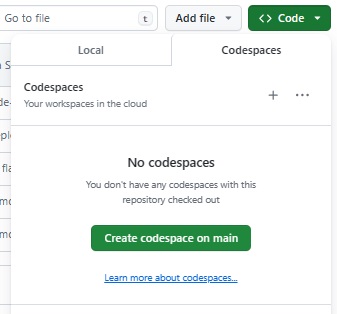 Go to file
t
Add file
<> Code
Local
Codespaces
Codespaces
Your workspaces in the cloud
No codespaces
You don't have any codespaces with this
repository checked out
Create codespace on main
Learn more about codespaces...